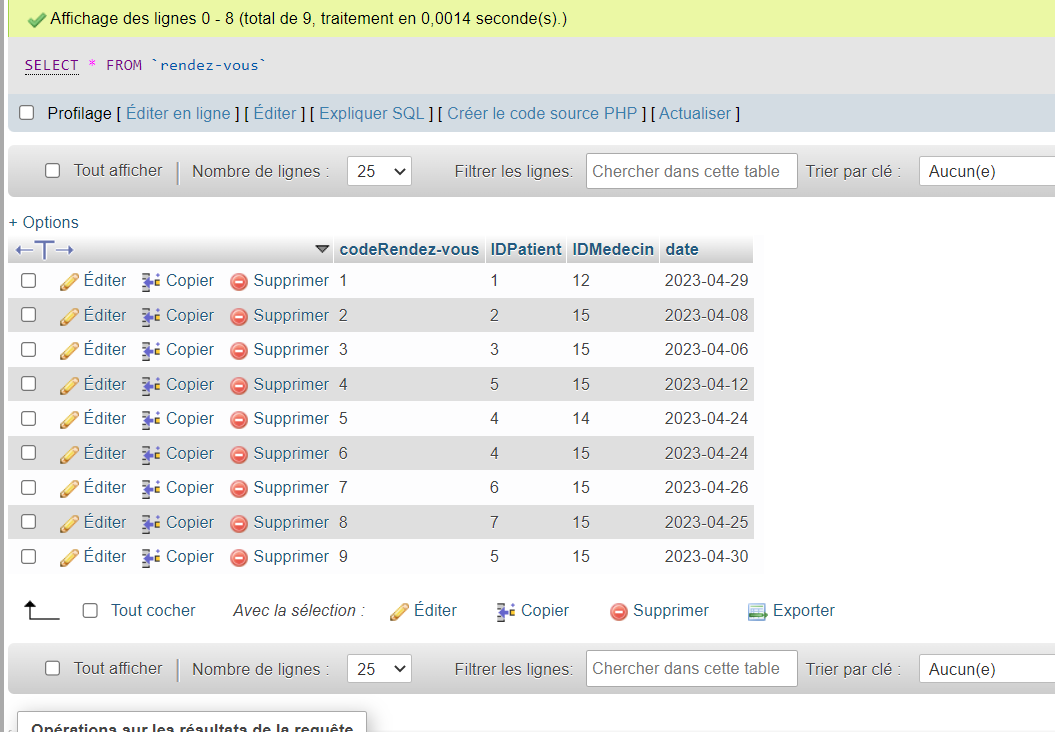 Affichage des lignes 0 - 8 (total de 9, traitement en 0,0014 seconde(s).)
SELECT * FROM `rendez-vous`
Profilage [ Éditer en ligne ] [ Éditer ] [ Expliquer SQL ] [ Créer le code source PHP ] [ Actualiser ]
Tout afficher | Nombre de lignes : 25 Filtrer les lignes: Chercher dans cette table Trier par clé : Aucun(e)
+ Options
←T→ codeRendez-vous IDPatient IDMedecin date
Éditer Copier Supprimer 1 1 12 2023-04-29
Éditer Copier Supprimer 2 2 15 2023-04-08
Éditer Copier Supprimer 3 3 15 2023-04-06
Éditer Copier Supprimer 4 5 15 2023-04-12
Éditer Copier Supprimer 5 4 14 2023-04-24
Éditer Copier Supprimer 6 4 15 2023-04-24
Éditer Copier Supprimer 7 6 15 2023-04-26
Éditer Copier Supprimer 8 7 15 2023-04-25
Éditer Copier Supprimer 9 5 15 2023-04-30
Tout cocher Avec la sélection : Éditer Copier Supprimer Exporter
Tout afficher | Nombre de lignes : 25 Filtrer les lignes: Chercher dans cette table Trier par clé : Aucun(e)
Opérations sur les résultats de la requête